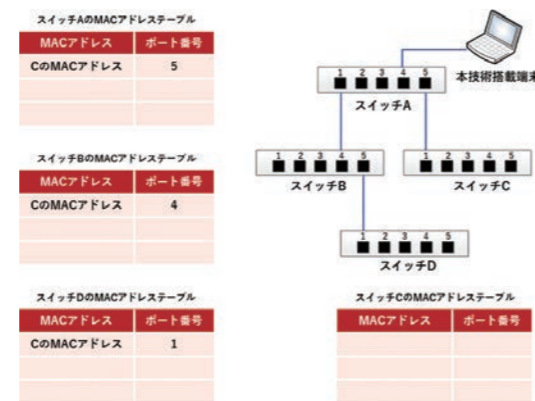 スイッチAのMACアドレステーブル
MACアドレス ポート番号
CのMACアドレス 5
1 2 3 4 5
スイッチA
本技術搭載端末
スイッチBのMACアドレステーブル
MACアドレス ポート番号
CのMACアドレス 4
1 2 3 4 5
スイッチB
1 2 3 4 5
スイッチC
1 2 3 4 5
スイッチD
スイッチDのMACアドレステーブル
MACアドレス ポート番号
CのMACアドレス 1
スイッチCのMACアドレステーブル
MACアドレス ポート番号